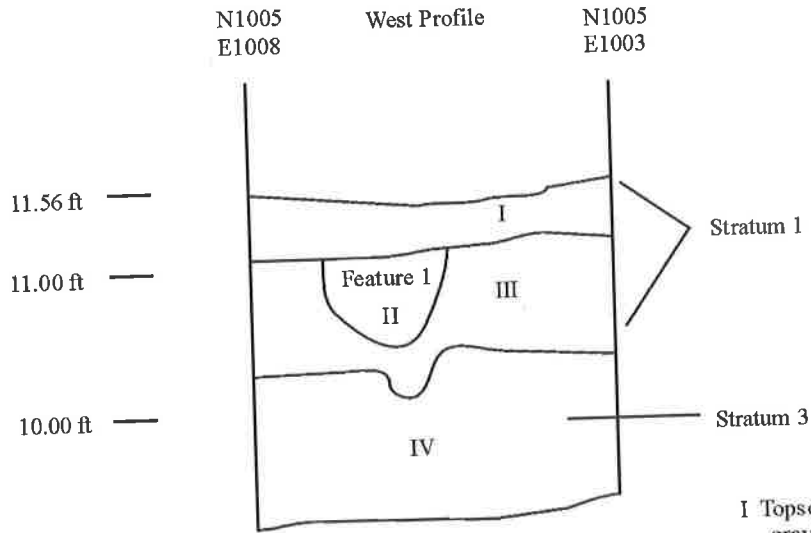 N1005
E1008
West Profile
N1005
E1003
11.56 ft
I
Stratum 1
11.00 ft
Feature 1
II
III
10.00 ft
Stratum 3
IV
I